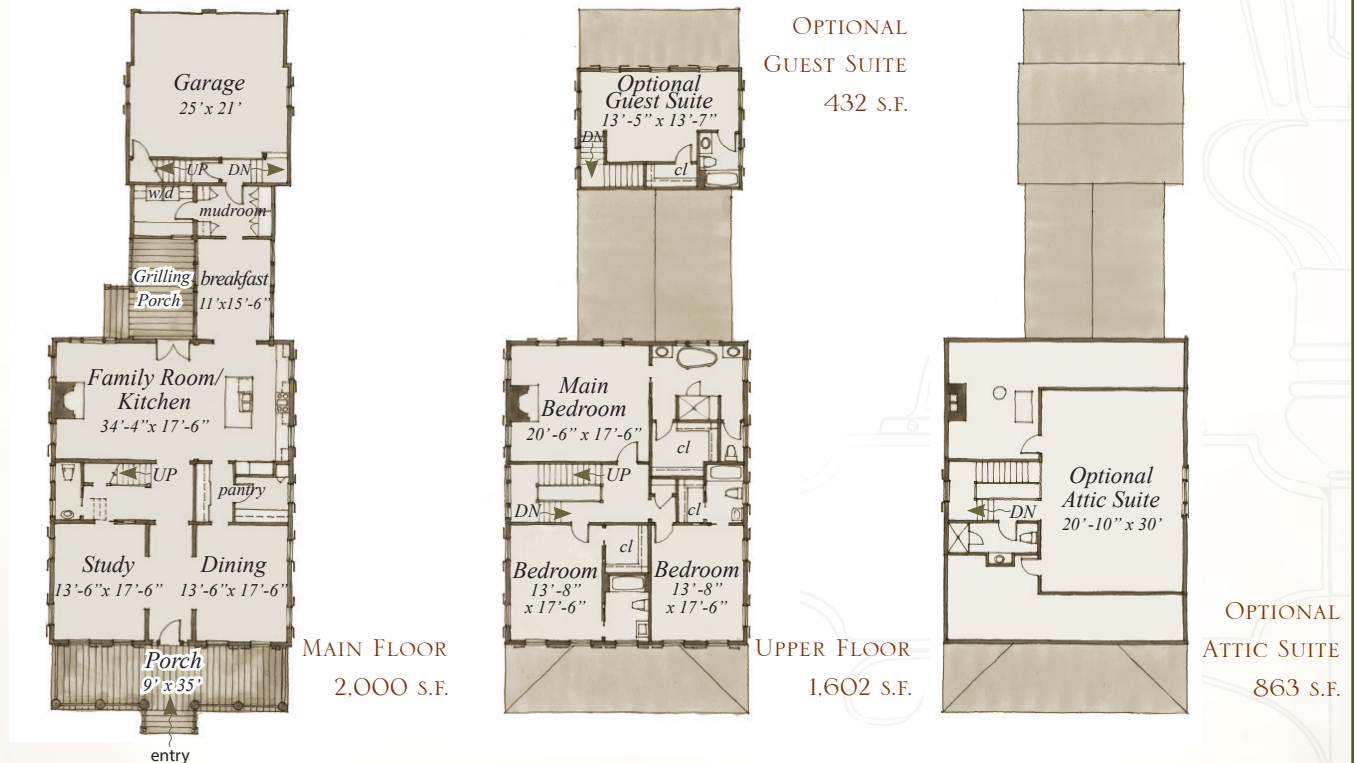 Garage
25’ x 21’
UP
DN
w/d
mudroom
Grilling
Porch
breakfast
11’x15’-6”
Family Room/
Kitchen
34’-4”x 17’-6”
UP
pantry
Study
13’-6”x 17’-6”
Dining
13’-6”x 17’-6”
Porch
9’ x 35’
entry
Main Floor
2,000 s.f.
Optional
Guest Suite
432 s.f.
Optional
Guest Suite
13’-5” x 13’-7”
DN
cl
Main
Bedroom
20’-6” x 17’-6”
cl
UP
DN
cl
cl
Bedroom
13’-8”
x 17’-6”
Bedroom
13’-8”
x 17’-6”
Upper Floor
1,602 s.f.
Optional
Attic Suite
20’-10” x 30’
DN
Optional
Attic Suite
863 s.f.